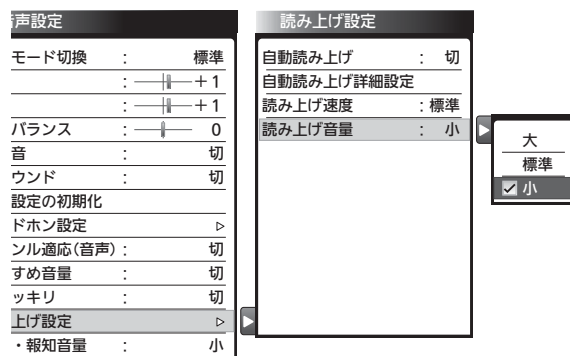 音声設定
モード切換 : 標準
: +1
: +1
バランス : 0
音 : 切
ウンド : 切
設定の初期化
ドホン設定 ▷
ンル適応(音声) : 切
すめ音量 : 切
ッキリ : 切
上げ設定 ▷
・報知音量 : 小
読み上げ設定
自動読み上げ : 切
自動読み上げ詳細設定
読み上げ速度 : 標準
読み上げ音量 : 小
大
標準
小